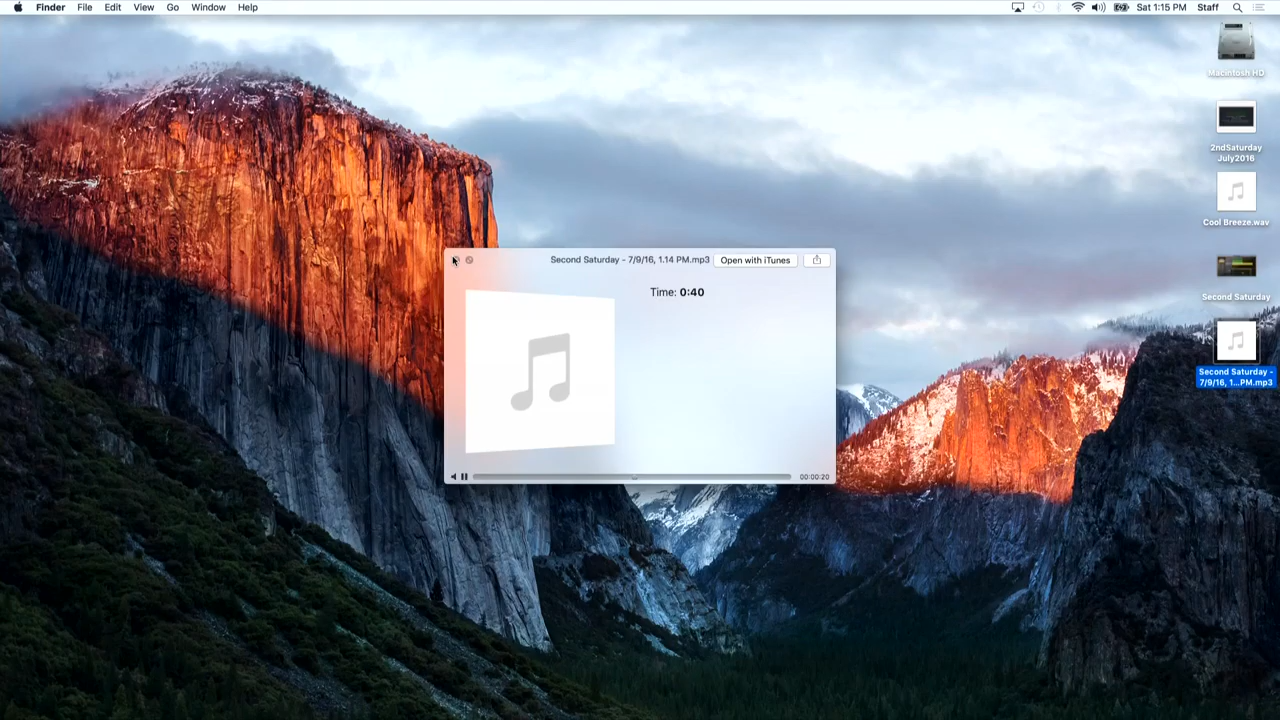 Finder File Edit View Go Window Help Sat 1:15 PM Staff
Macintosh HD
2ndSaturday
July2016
Cool Breeze.wav
Second Saturday - 7/9/16, 1.14 PM.mp3 Open with iTunes
Time: 0:40
Second Saturday
Second Saturday -
7/9/16, 1...PM.mp3
00:00:20